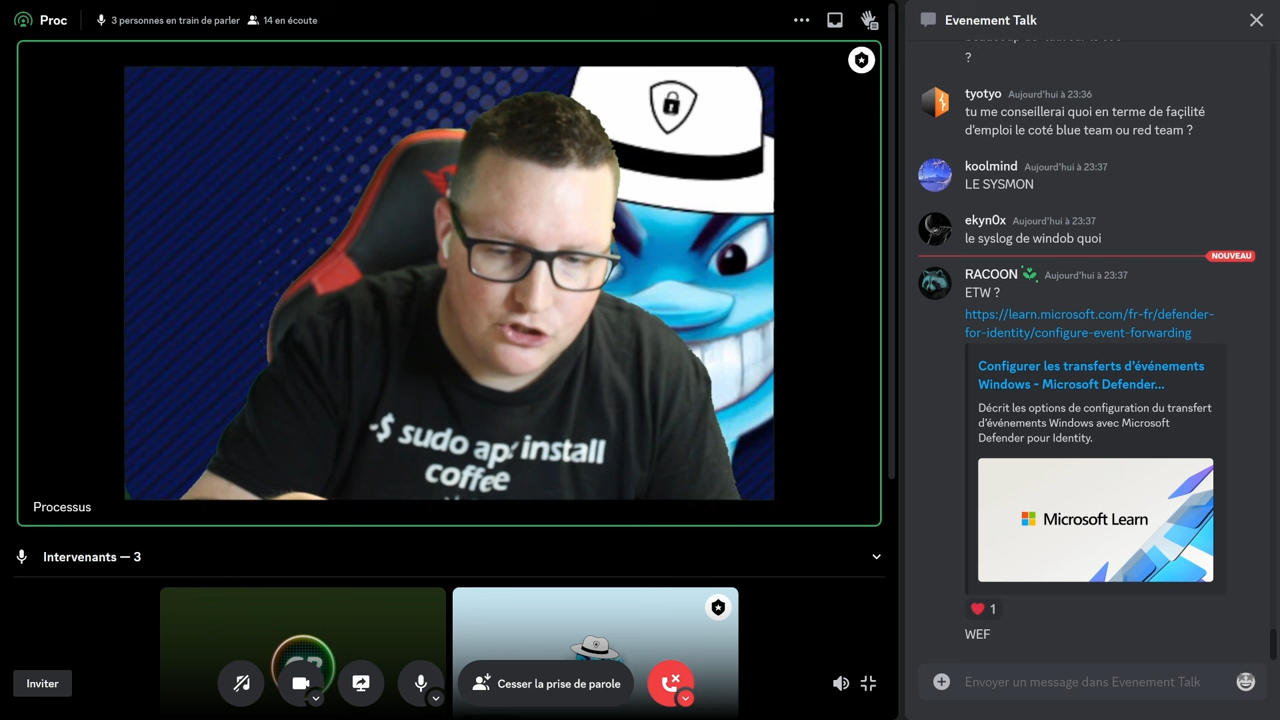 Proc
3 personnes en train de parler
14 en écoute
~$ sudo apt install
coffee
Processus
Intervenants — 3
Cesser la prise de parole
Inviter
Evenement Talk
?
tyotyo Aujourd'hui à 23:36
tu me conseillerai quoi en terme de façilité
d'emploi le coté blue team ou red team ?
koolmind Aujourd'hui à 23:37
LE SYSMON
ekyn0x Aujourd'hui à 23:37
le syslog de windob quoi
NOUVEAU
RACOON Aujourd'hui à 23:37
ETW ?
https://learn.microsoft.com/fr-fr/defender-
for-identity/configure-event-forwarding
Configurer les transferts d'événements
Windows - Microsoft Defender...
Décrit les options de configuration du transfert
d'événements Windows avec Microsoft
Defender pour Identity.
Microsoft Learn
1
WEF
Envoyer un message dans Evenement Talk